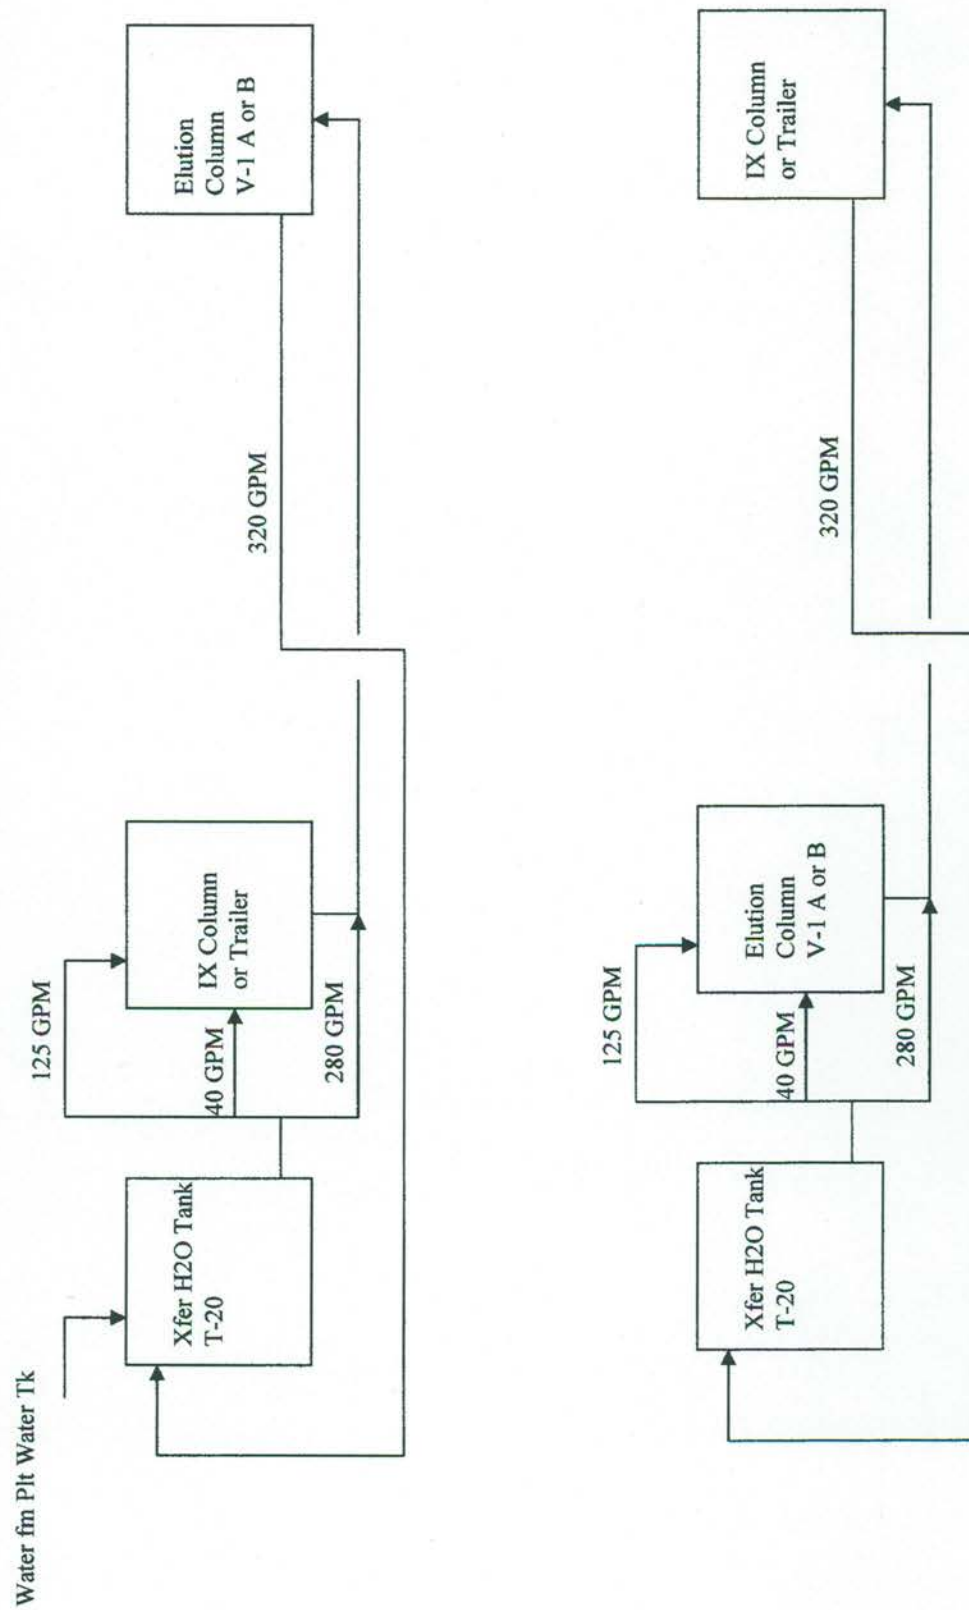 Water fm Plt Water Tk
Xfer H2O Tank
T-20
125 GPM
40 GPM
280 GPM
IX Column
or Trailer
320 GPM
Elution
Column
V-1 A or B
Xfer H2O Tank
T-20
125 GPM
40 GPM
280 GPM
Elution
Column
V-1 A or B
320 GPM
IX Column
or Trailer